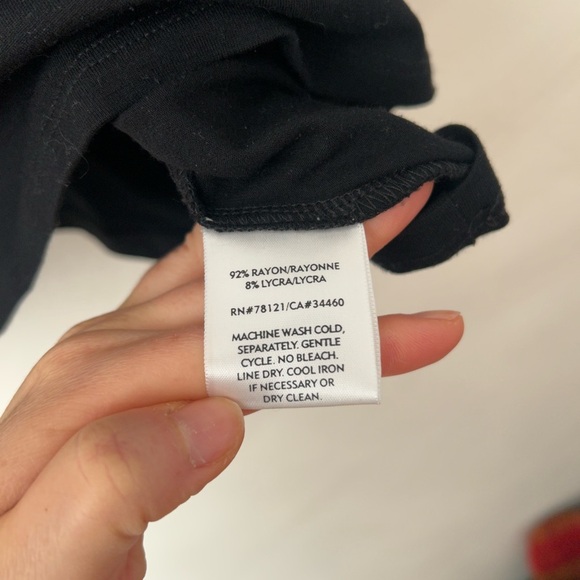 92% RAYON/RAYONNE
8% LYCRA/LYCRA
RN#78121/CA#34460
MACHINE WASH COLD,
SEPARATELY. GENTLE
CYCLE. NO BLEACH.
LINE DRY. COOL IRON
IF NECESSARY OR
DRY CLEAN.